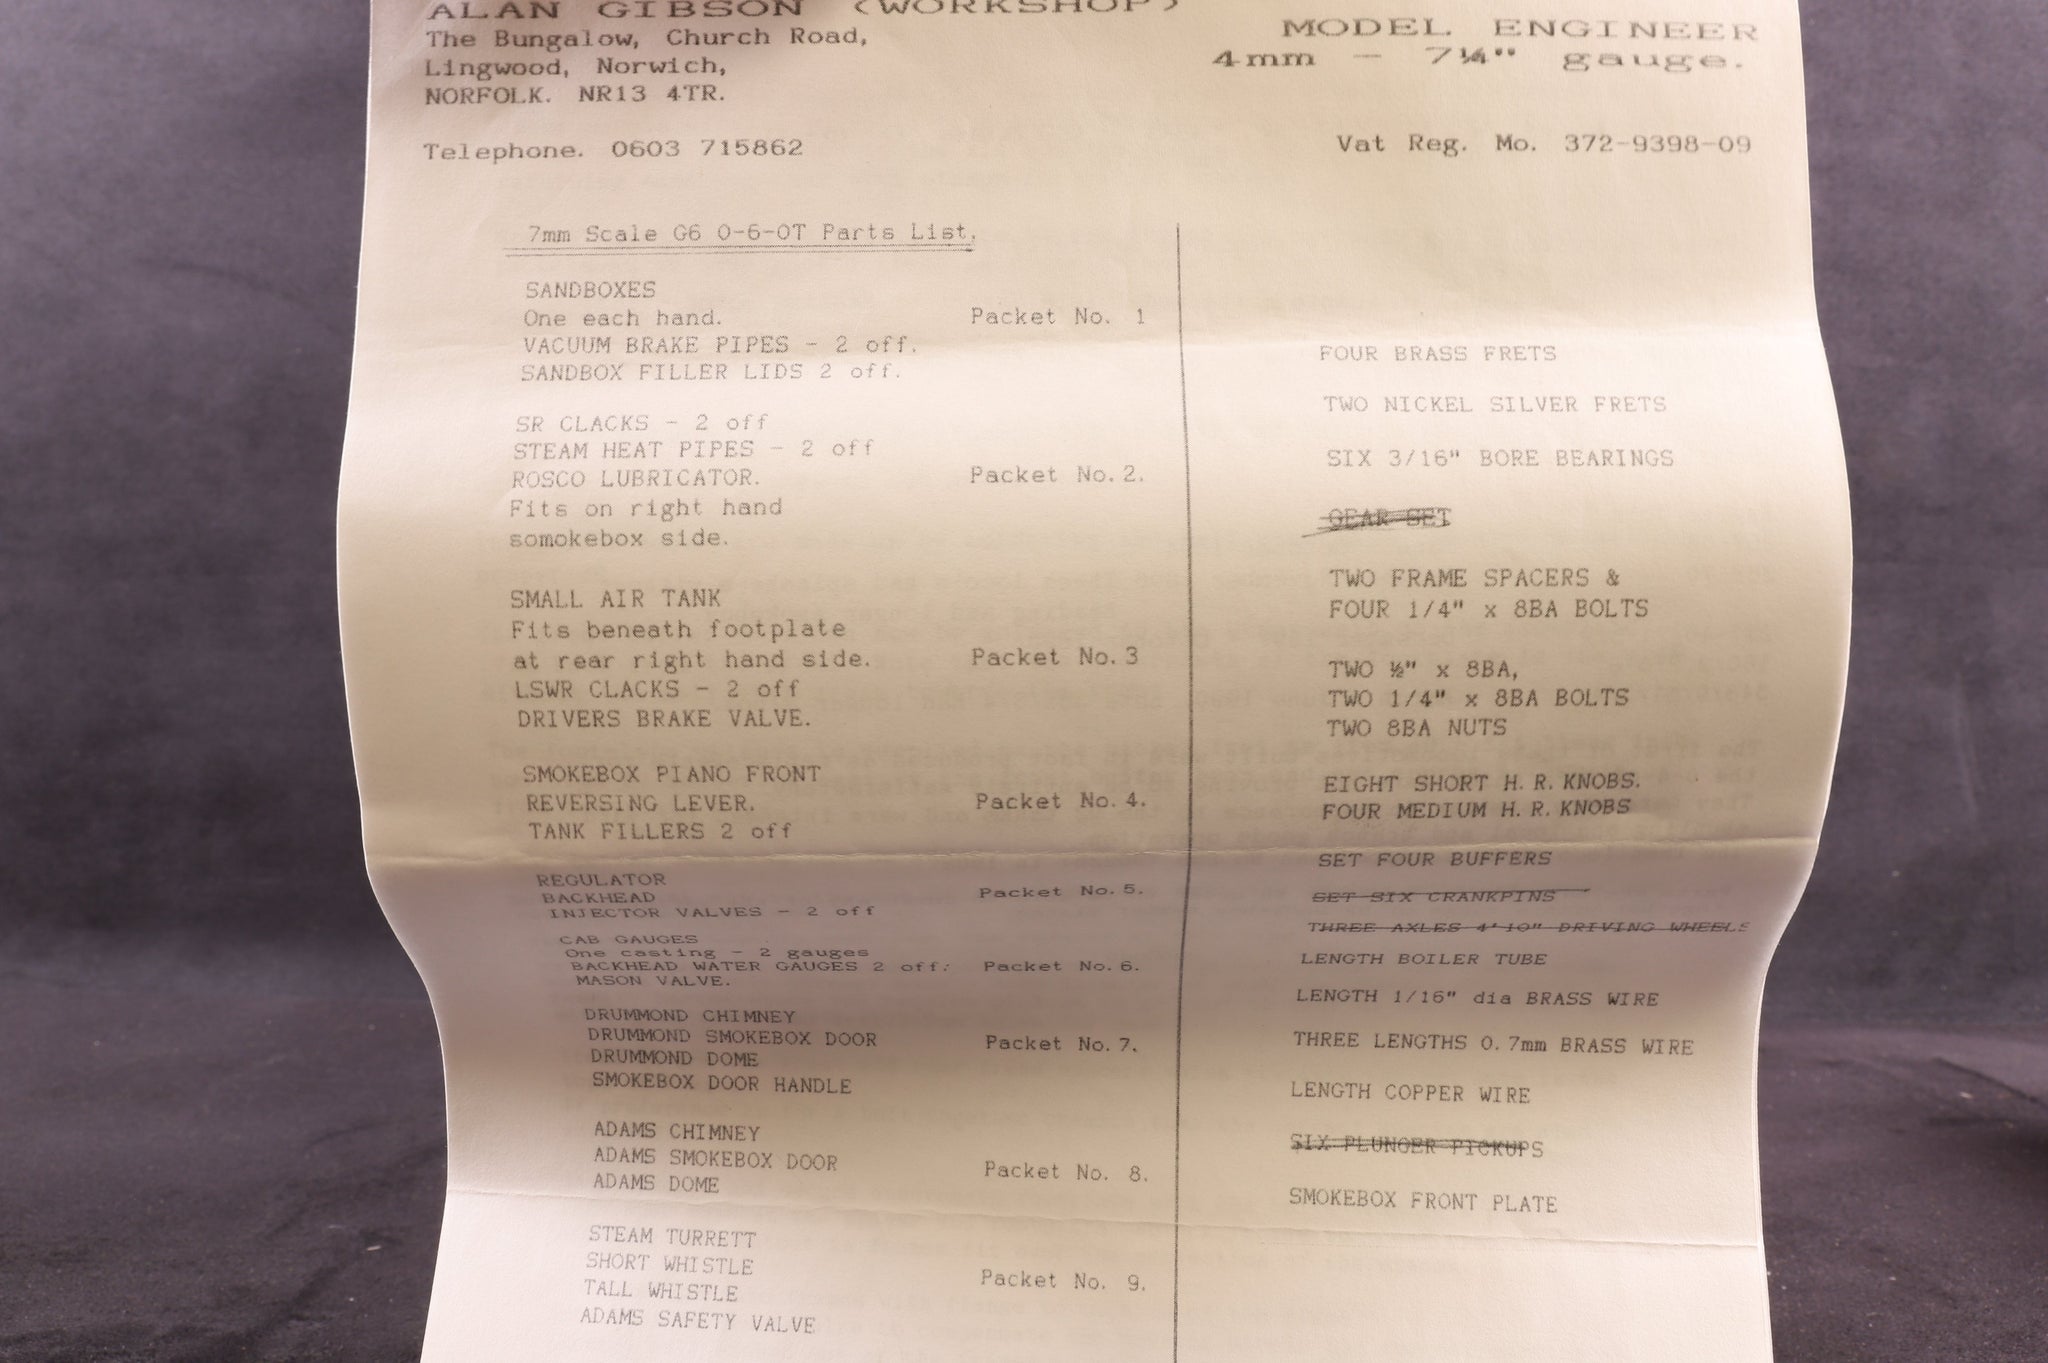 ALAN GIBSON (WORKSHOP)
The Bungalow, Church Road,
Lingwood, Norwich,
NORFOLK. NR13 4TR.
Telephone. 0603 715862
MODEL ENGINEER
4mm - 7¼" gauge.
Vat Reg. Mo. 372-9398-09
7mm Scale G6 0-6-0T Parts List.
SANDBOXES
One each hand. Packet No. 1
VACUUM BRAKE PIPES - 2 off.
SANDBOX FILLER LIDS 2 off.
SR CLACKS - 2 off
STEAM HEAT PIPES - 2 off
ROSCO LUBRICATOR. Packet No. 2.
Fits on right hand
somokebox side.
SMALL AIR TANK
Fits beneath footplate
at rear right hand side. Packet No. 3
LSWR CLACKS - 2 off
DRIVERS BRAKE VALVE.
SMOKEBOX PIANO FRONT
REVERSING LEVER. Packet No. 4.
TANK FILLERS 2 off
REGULATOR
BACKHEAD Packet No. 5.
INJECTOR VALVES - 2 off
CAB GAUGES
One casting - 2 gauges
BACKHEAD WATER GAUGES 2 off. Packet No. 6.
MASON VALVE.
DRUMMOND CHIMNEY
DRUMMOND SMOKEBOX DOOR Packet No. 7.
DRUMMOND DOME
SMOKEBOX DOOR HANDLE
ADAMS CHIMNEY
ADAMS SMOKEBOX DOOR Packet No. 8.
ADAMS DOME
STEAM TURRETT
SHORT WHISTLE Packet No. 9.
TALL WHISTLE
ADAMS SAFETY VALVE
FOUR BRASS FRETS
TWO NICKEL SILVER FRETS
SIX 3/16" BORE BEARINGS
GEAR SET
TWO FRAME SPACERS &
FOUR 1/4" x 8BA BOLTS
TWO ½" x 8BA,
TWO 1/4" x 8BA BOLTS
TWO 8BA NUTS
EIGHT SHORT H.R.KNOBS.
FOUR MEDIUM H.R.KNOBS
SET FOUR BUFFERS
SET SIX CRANKPINS
THREE AXLES 4'10" DRIVING WHEELS
LENGTH BOILER TUBE
LENGTH 1/16" dia BRASS WIRE
THREE LENGTHS 0.7mm BRASS WIRE
LENGTH COPPER WIRE
SIX PLUNGER PICKUPS
SMOKEBOX FRONT PLATE